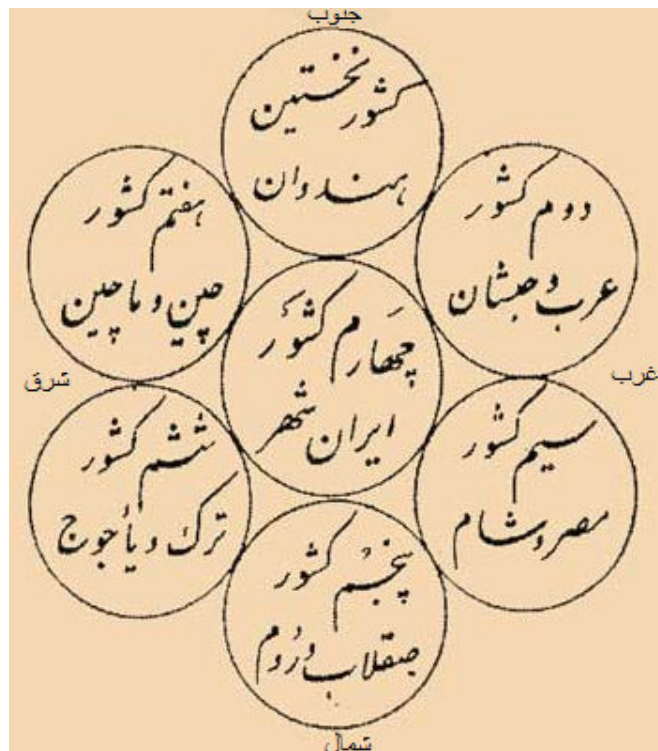 جنوب
کشور نخستین
هندوان
دوم کشور
عرب و حبشان
هفتم کشور
چین و ماچین
چهارم کشور
ایران شهر
غرب
شرق
سیم کشور
مصر و شام
ششم کشور
ترک و یأجوج
پنجم کشور
صقلاب و روم
شمال